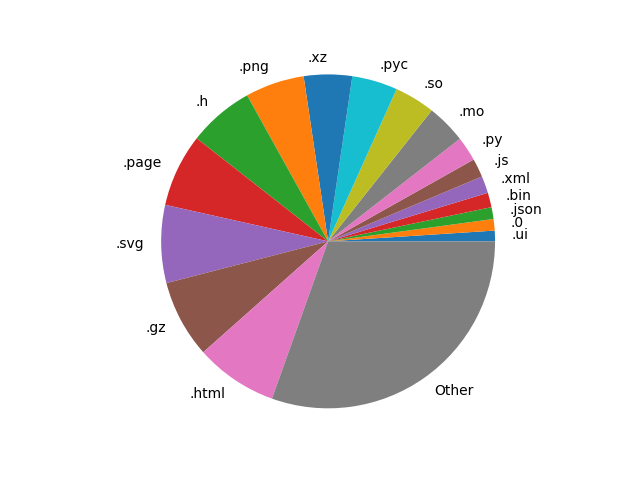 .xz
.png
.pyc
.so
.h
.mo
.py
.page
.js
.xml
.bin
.json
.0
.ui
.svg
.gz
.html
Other